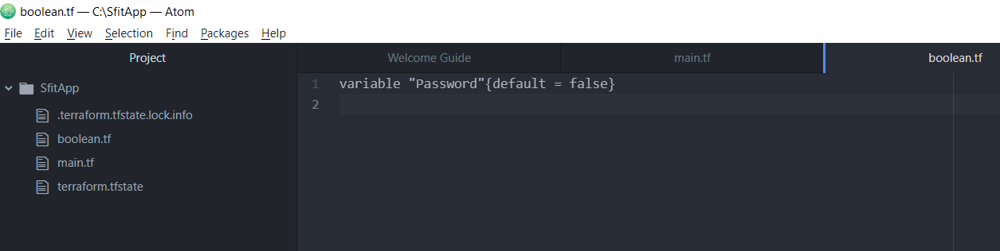 boolean.tf — C:\SfitApp — Atom
File Edit View Selection Find Packages Help
Project
SfitApp
.terraform.tfstate.lock.info
boolean.tf
main.tf
terraform.tfstate
Welcome Guide main.tf boolean.tf
1 variable "Password"{default = false}
2